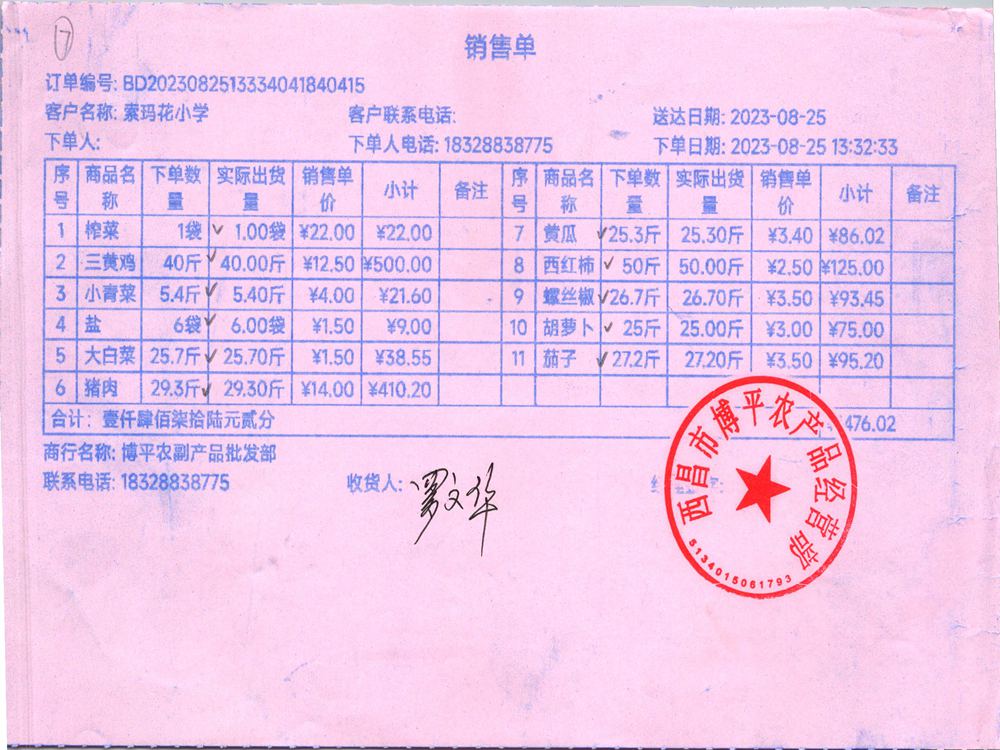 17
销售单
订单编号: BD20230825133334041840415
客户名称: 索玛花小学 客户联系电话: 送达日期: 2023-08-25
下单人: 下单人电话: 18328838775 下单日期: 2023-08-25 13:32:33
序号 商品名称 下单数量 实际出货量 销售单价 小计 备注 序号 商品名称 下单数量 实际出货量 销售单价 小计 备注
1 榨菜 1袋 ✓ 1.00袋 ¥22.00 ¥22.00 7 黄瓜 ✓ 25.3斤 25.30斤 ¥3.40 ¥86.02
2 三黄鸡 40斤 ✓ 40.00斤 ¥12.50 ¥500.00 8 西红柿 ✓ 50斤 50.00斤 ¥2.50 ¥125.00
3 小青菜 5.4斤 ✓ 5.40斤 ¥4.00 ¥21.60 9 螺丝椒 ✓ 26.7斤 26.70斤 ¥3.50 ¥93.45
4 盐 6袋 ✓ 6.00袋 ¥1.50 ¥9.00 10 胡萝卜 ✓ 25斤 25.00斤 ¥3.00 ¥75.00
5 大白菜 25.7斤 ✓ 25.70斤 ¥1.50 ¥38.55 11 茄子 ✓ 27.2斤 27.20斤 ¥3.50 ¥95.20
6 猪肉 29.3斤 ✓ 29.30斤 ¥14.00 ¥410.20
合计: 壹仟肆佰柒拾陆元贰分 476.02
商行名称: 博平农副产品批发部
联系电话: 18328838775 收货人: 罗文华
西昌市博平农产品经营部
5134015061793